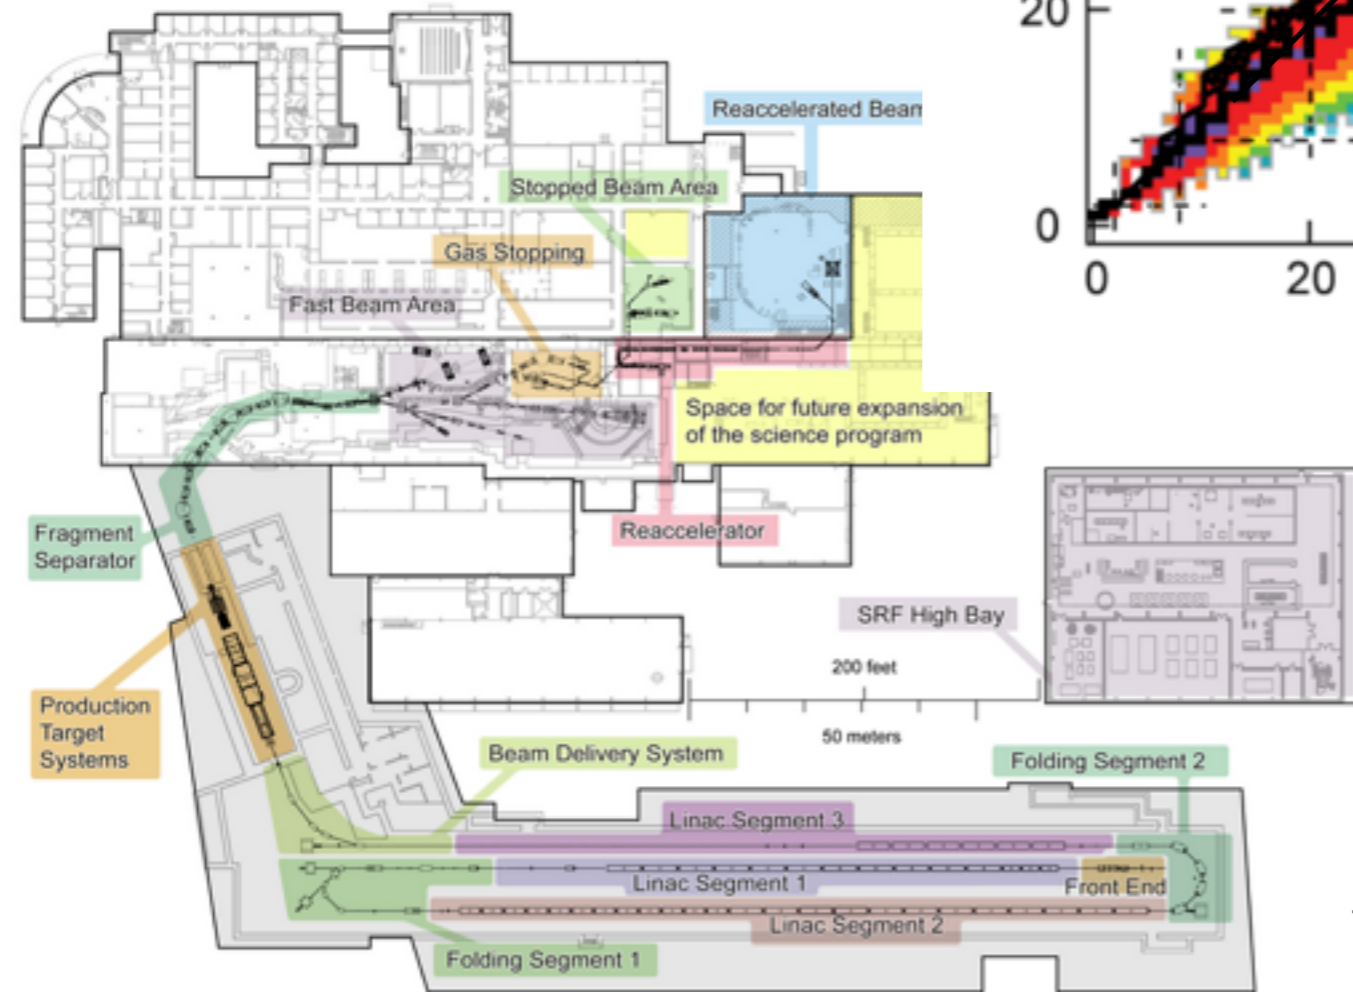 20
0
0
20
Reaccelerated Beam
Stopped Beam Area
Gas Stopping
Fast Beam Area
Space for future expansion
of the science program
Fragment
Separator
Reaccelerator
SRF High Bay
200 feet
50 meters
Production
Target
Systems
Beam Delivery System
Folding Segment 2
Linac Segment 3
Linac Segment 1
Front End
Linac Segment 2
Folding Segment 1